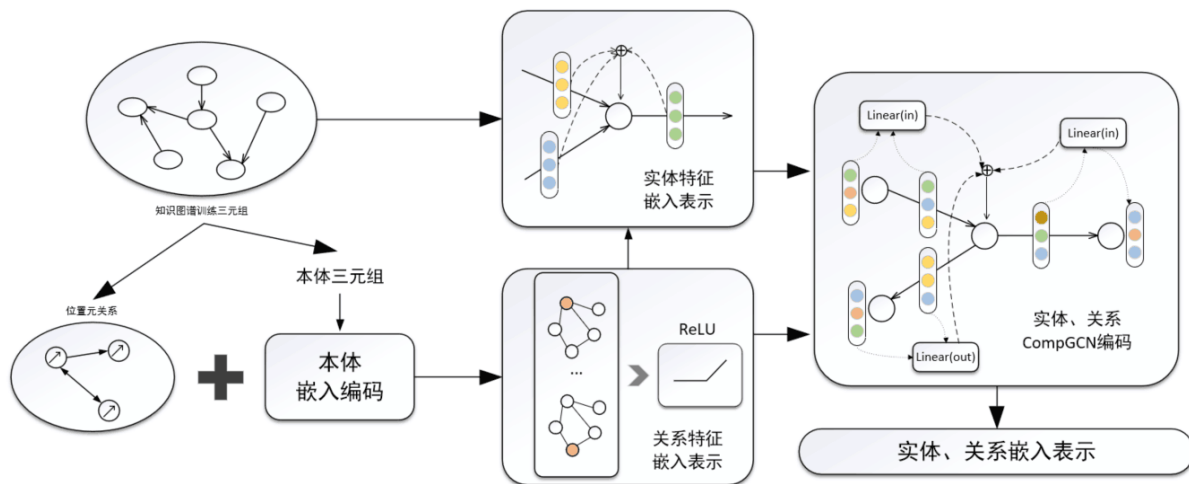 知识图谱训练三元组
位置元关系
本体三元组
本体
嵌入编码
实体特征
嵌入表示
...
ReLU
关系特征
嵌入表示
Linear(in)
Linear(in)
Linear(out)
实体、关系
CompGCN编码
实体、关系嵌入表示